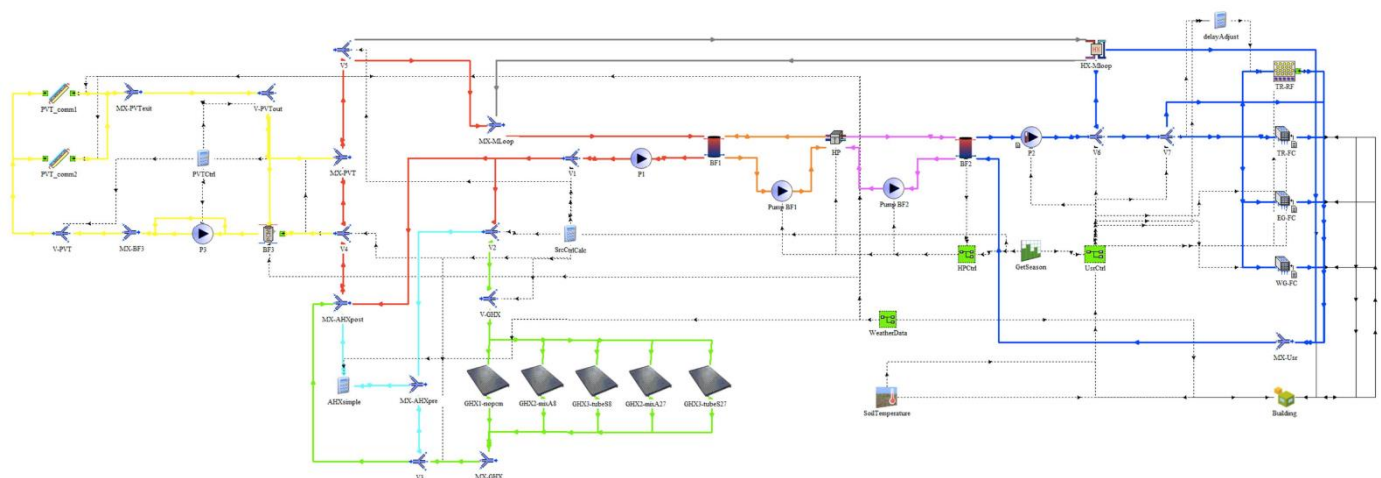 delayAdjust
V5
HX-Mloop
TR-RF
PVT_comm1
MX-PVTout
V-PVTout
MX-MLoop
PVT_comm2
PVTCtrl
MX-PVT
V1
P1
BF1
HP
BF2
P2
V6
V7
TR-FC
Pump BF1
Pump BF2
EG-FC
V-PVT
MX-BF3
P3
BF3
V4
V2
SrcCtrlCalc
HPCtrl
GetSeason
UsrCtrl
WG-FC
MX-AHXpost
V-GHX
WeatherData
MX-Usr
AHXsimple
MX-AHXpre
GHX1-nopcm
GHX2-mixA8
GHX3-tubeS8
GHX2-mixA27
GHX3-tubeS27
SoilTemperature
Building
V3
MX-GHX